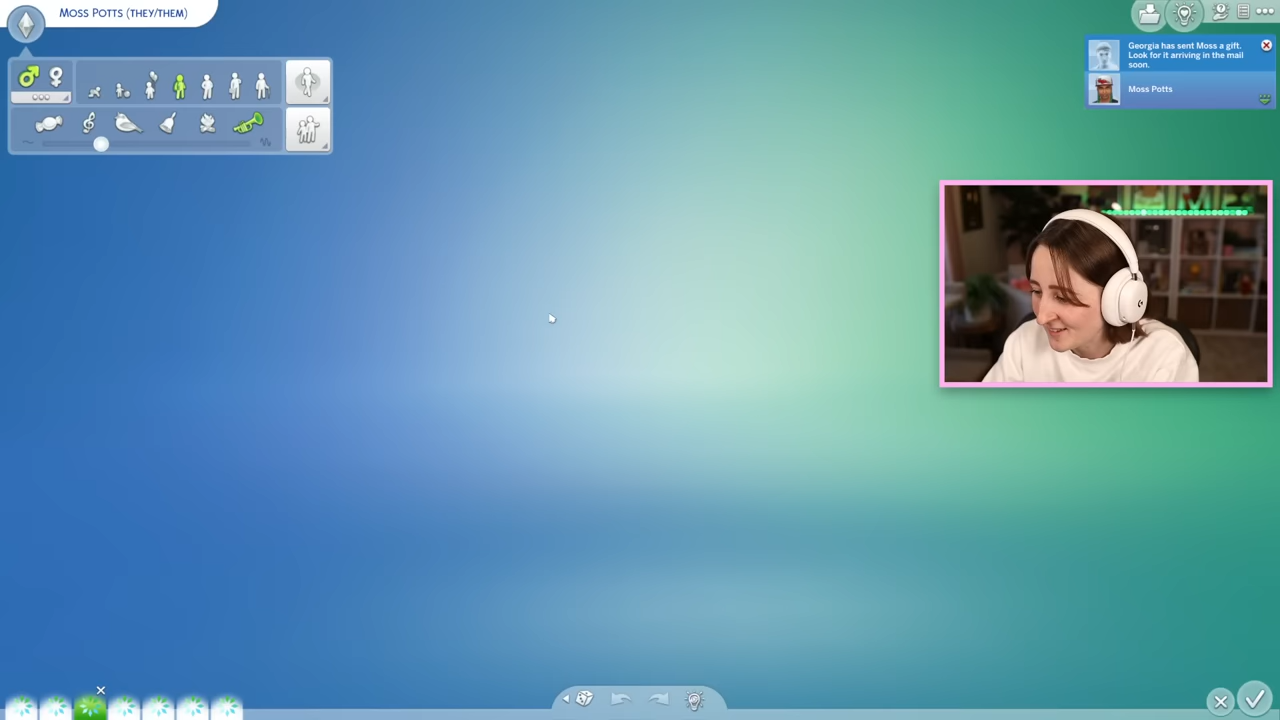 Moss Potts (they/them)
Georgia has sent Moss a gift.
Look for it arriving in the mail
soon.
Moss Potts